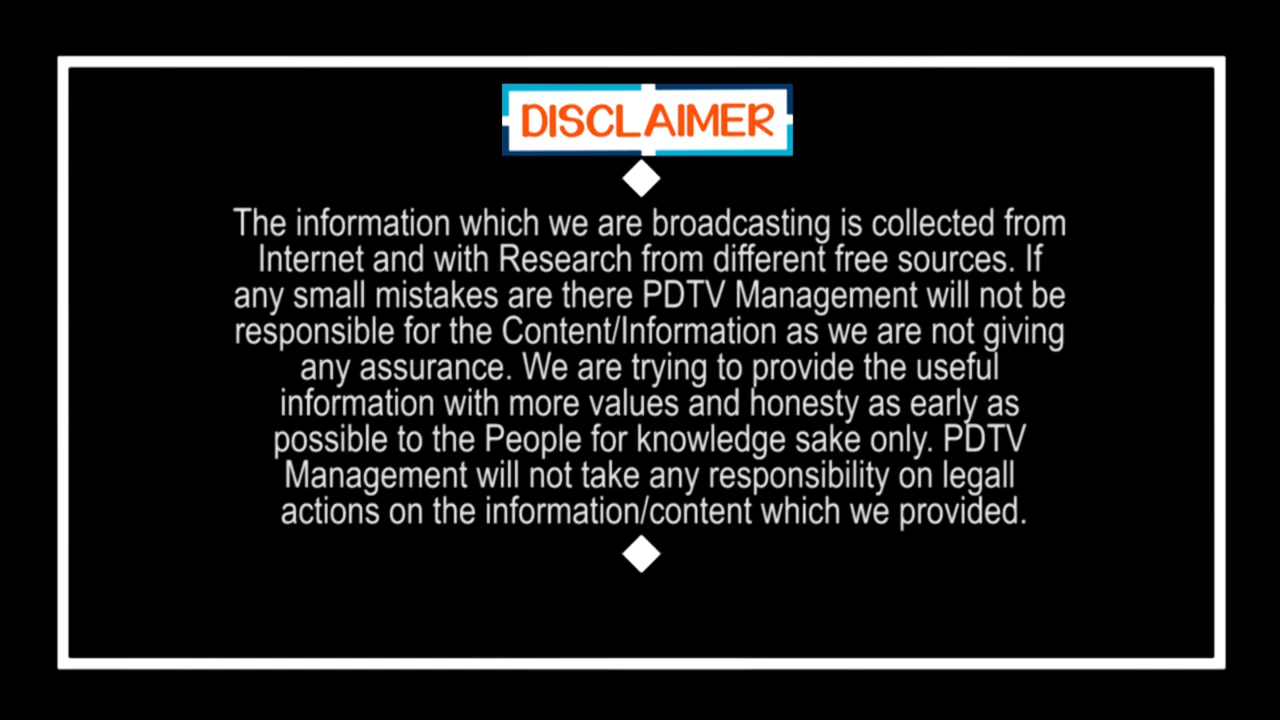 DISCLAIMER
The information which we are broadcasting is collected from
Internet and with Research from different free sources. If
any small mistakes are there PDTV Management will not be
responsible for the Content/Information as we are not giving
any assurance. We are trying to provide the useful
information with more values and honesty as early as
possible to the People for knowledge sake only. PDTV
Management will not take any responsibility on legall
actions on the information/content which we provided.